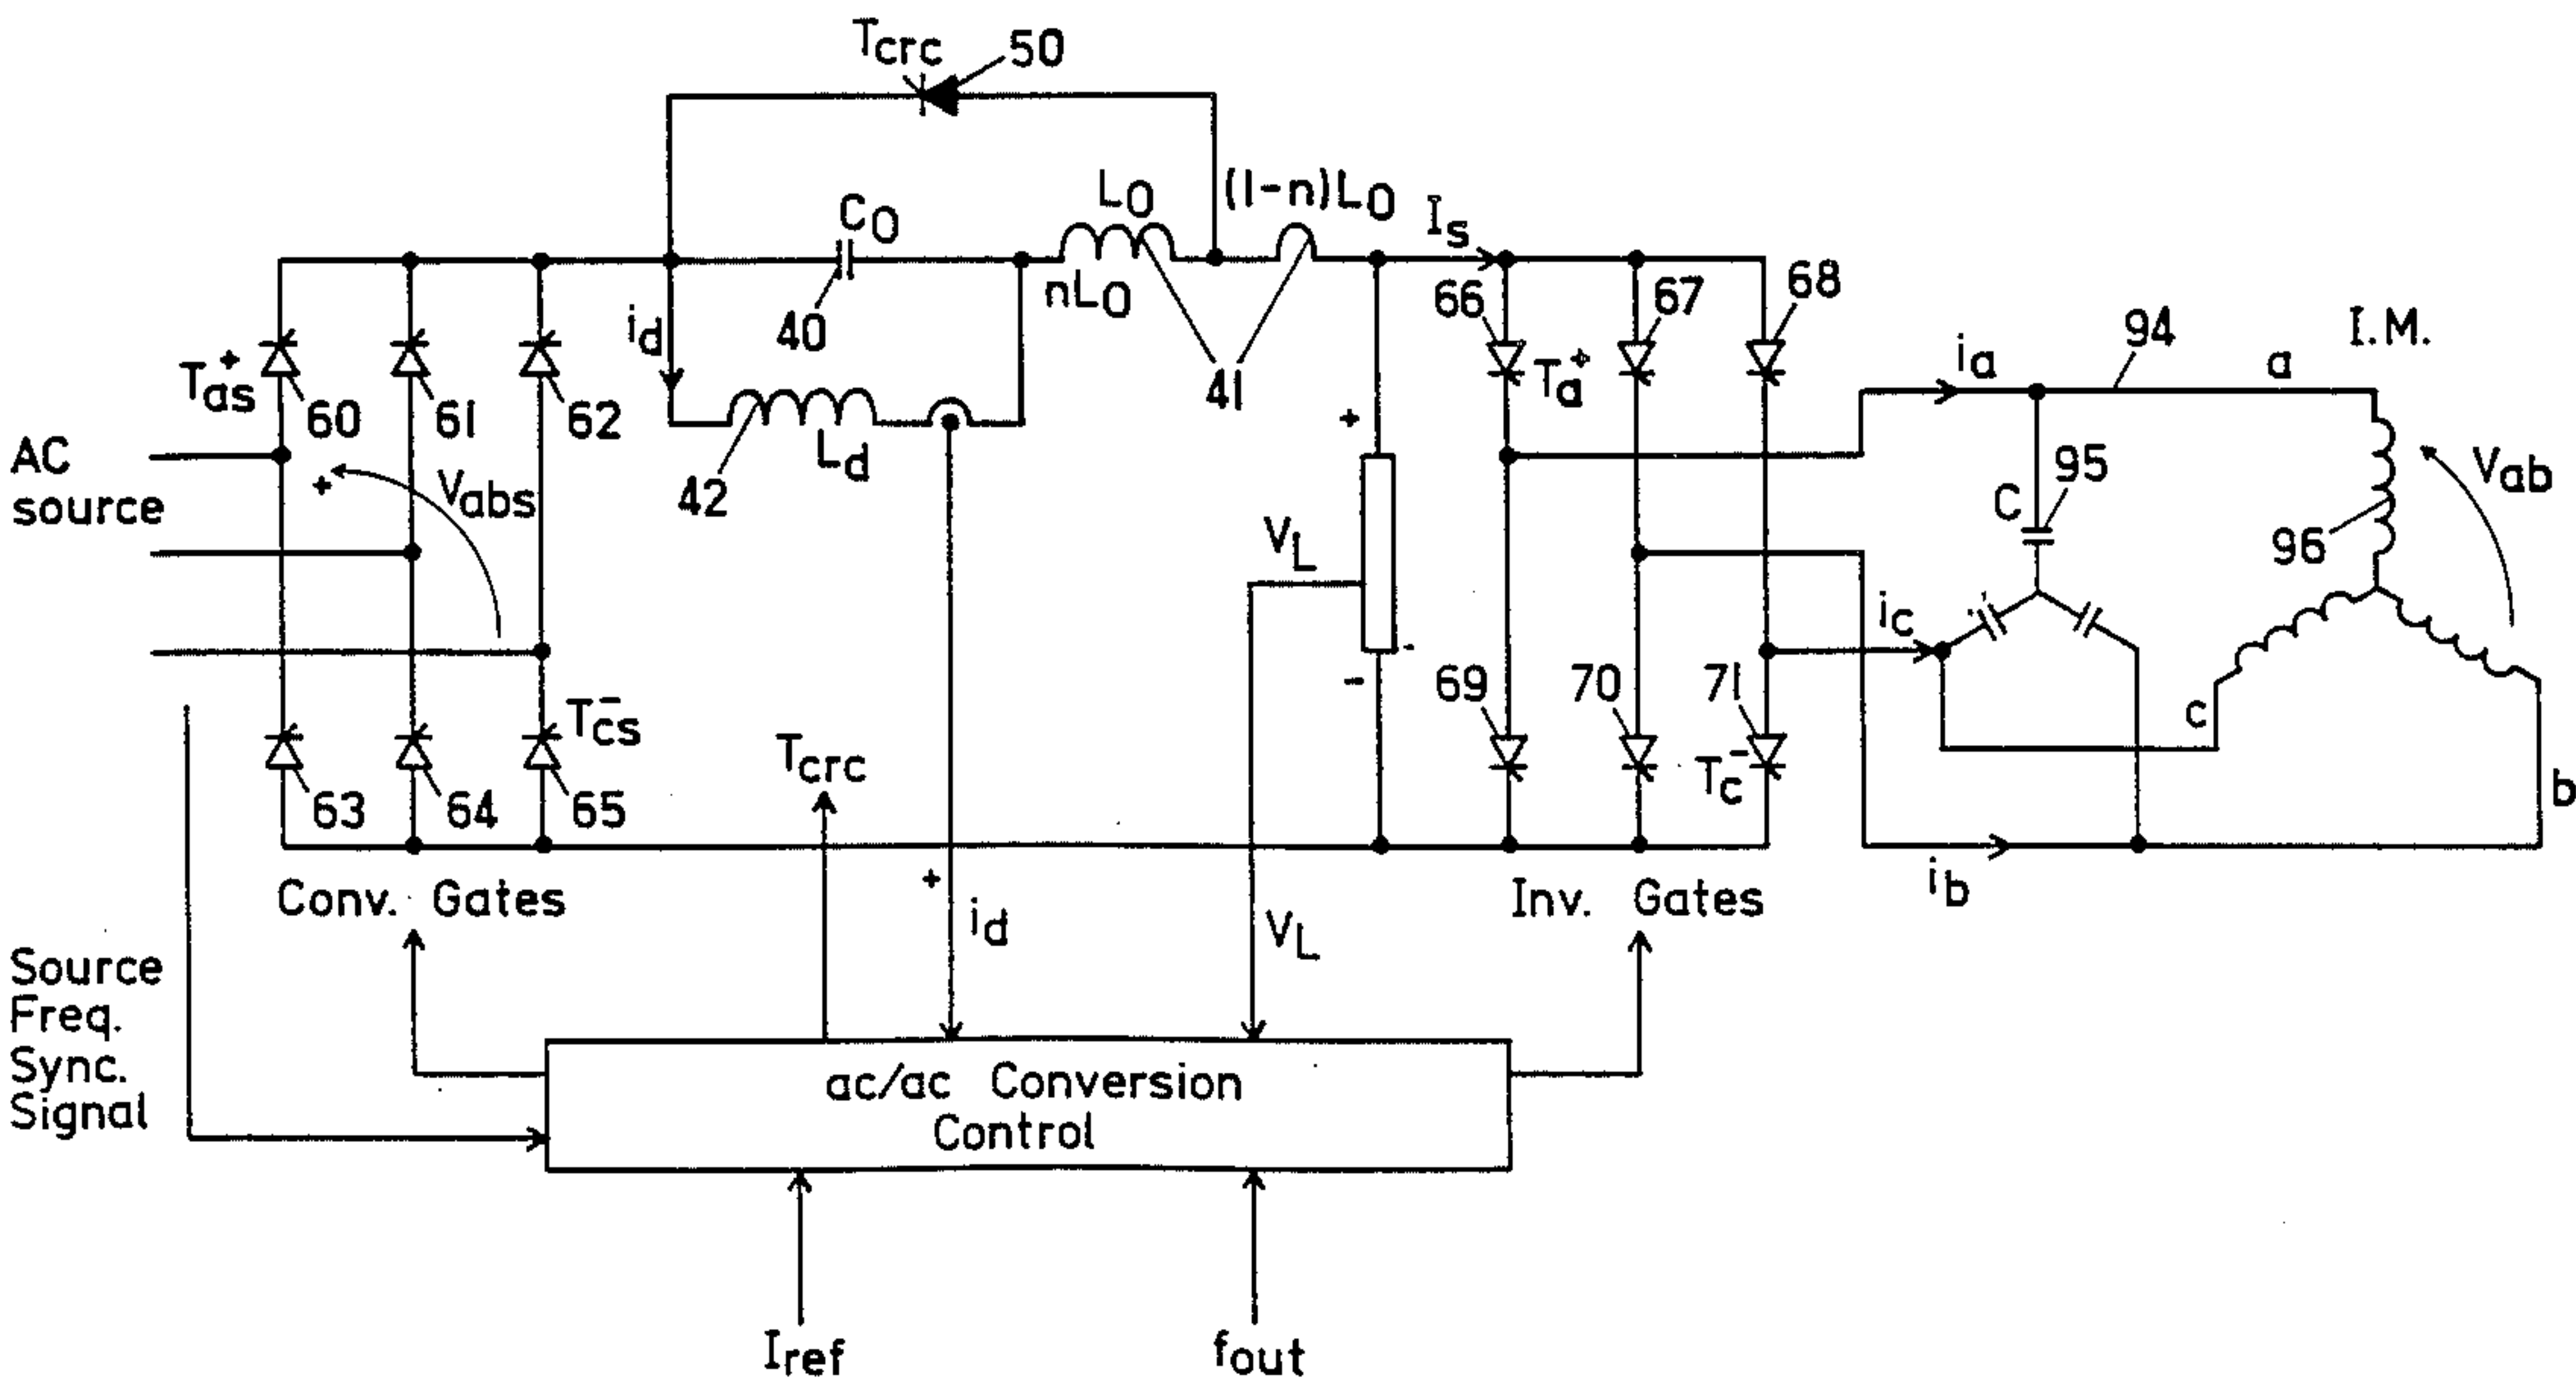 Tcrc
50
L0
(1-n)L0
Is
C0
nL0
40
41
id
Ld
42
Tas+
60
61
62
AC
source
+
Vabs
63
64
65
Tcs-
Tcrc
+
VL
-
66
67
68
Ta+
69
70
71
Tc-
ia
94
I.M.
a
C
95
96
Vab
ic
c
b
ib
Conv. Gates
Inv. Gates
+
id
VL
Source
Freq.
Sync.
Signal
ac/ac Conversion
Control
Iref
fout